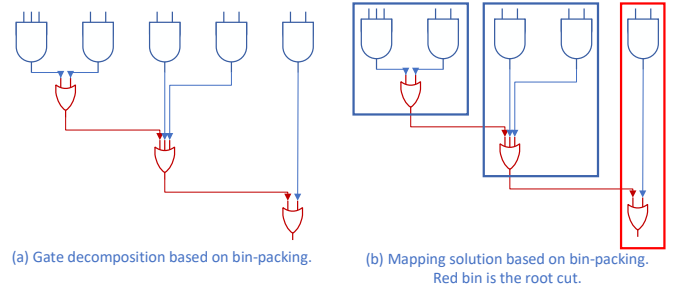 (a) Gate decomposition based on bin-packing.
(b) Mapping solution based on bin-packing.
Red bin is the root cut.